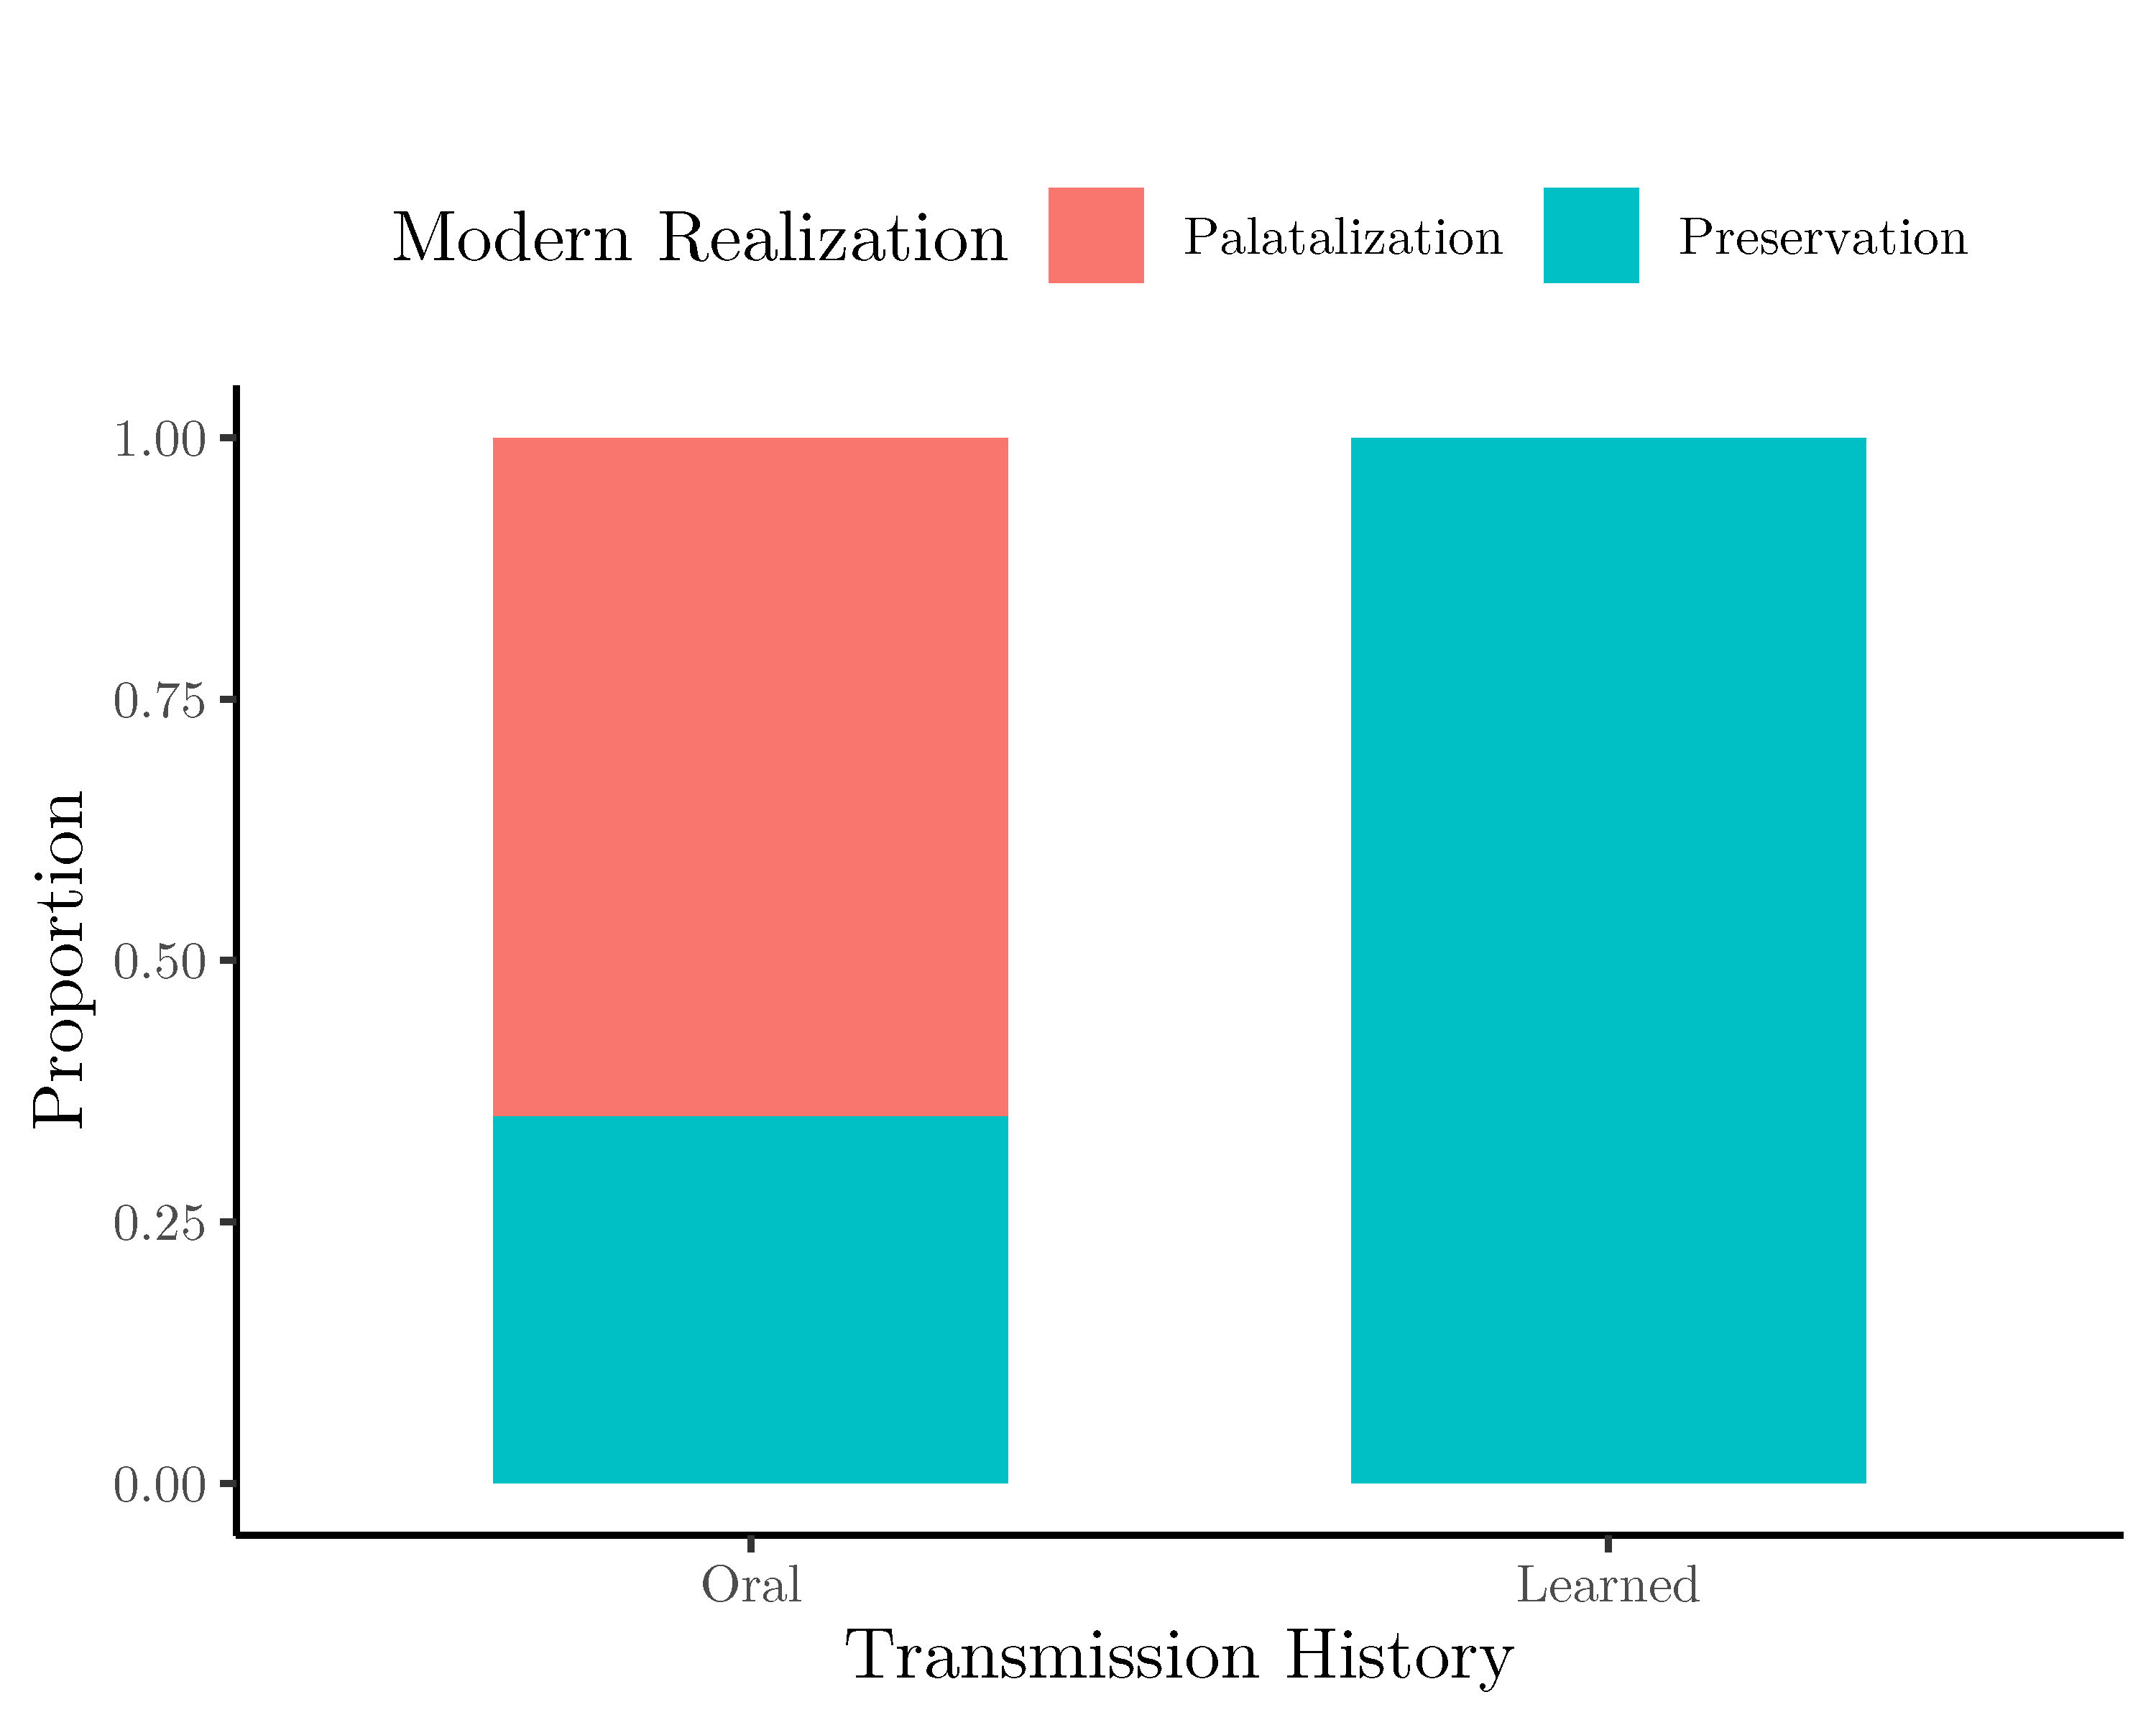 Modern Realization Palatalization Preservation
1.00
0.75
0.50
0.25
0.00
Proportion
Oral Learned
Transmission History